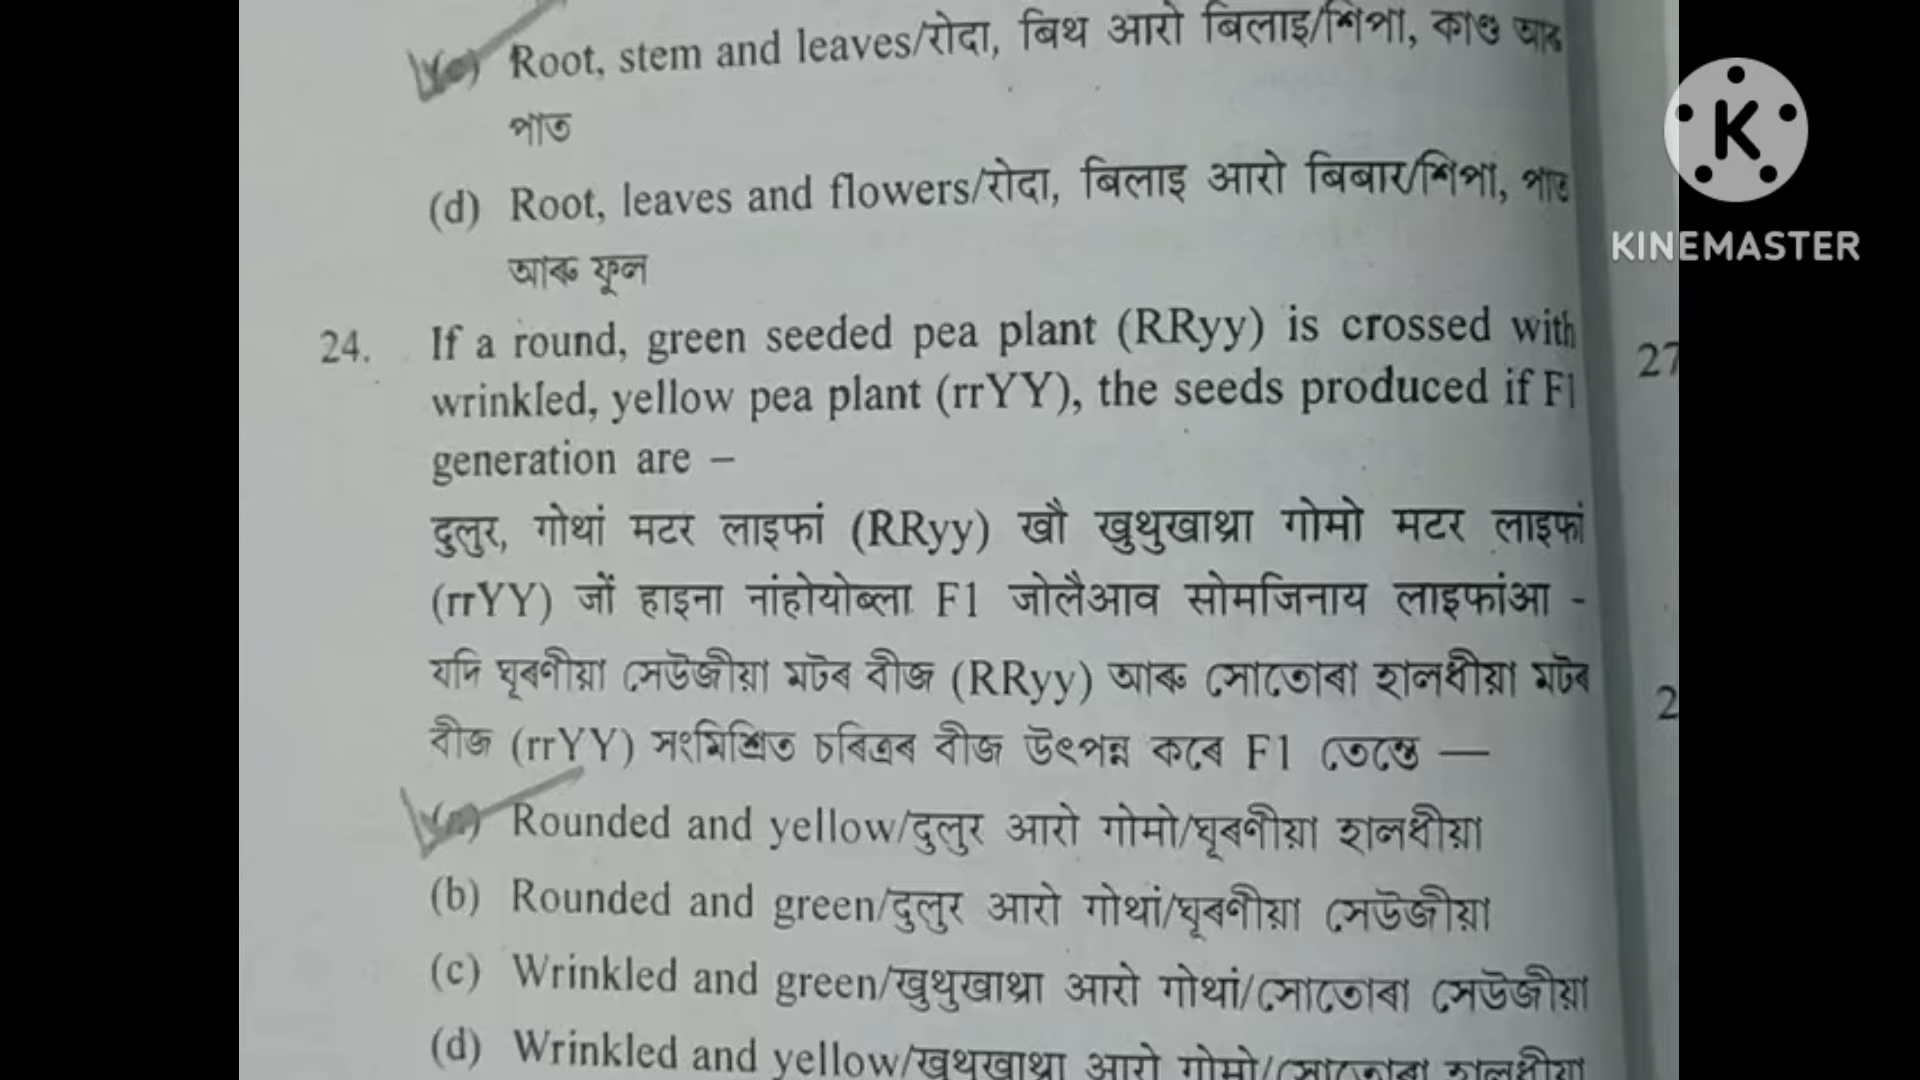 (c) Root, stem and leaves/रोदा, बिथ आरो बिलाइ/শিপা, কাণ্ড আৰু
পাত
(d) Root, leaves and flowers/रोदा, बिलाइ आरो बिबार/শিপা, পাত
আৰু ফুল
24. If a round, green seeded pea plant (RRyy) is crossed with
wrinkled, yellow pea plant (rrYY), the seeds produced if F1
generation are –
दुलुर, गोथां मटर लाइफां (RRyy) खौ खुथुखाथ्रा गोमो मटर लाइफां
(rrYY) जों हाइना नांहोयोब्ला F1 जोलैआव सोमजिनाय लाइफांआ -
যদি ঘূৰণীয়া সেউজীয়া মটৰ বীজ (RRyy) আৰু সোতোৰা হালধীয়া মটৰ
বীজ (rrYY) সংমিশ্ৰিত চৰিত্ৰৰ বীজ উৎপন্ন কৰে F1 তেন্তে —
(a) Rounded and yellow/दुलुर आरो गोमो/ঘূৰণীয়া হালধীয়া
(b) Rounded and green/दुलुर आरो गोथां/ঘূৰণীয়া সেউজীয়া
(c) Wrinkled and green/खुथुखाथ्रा आरो गोथां/সোতোৰা সেউজীয়া
(d) Wrinkled and yellow/खुथुखाथ्रा आरो गोमो/সোতোৰা হালধীয়া
27
2
K
KINEMASTER